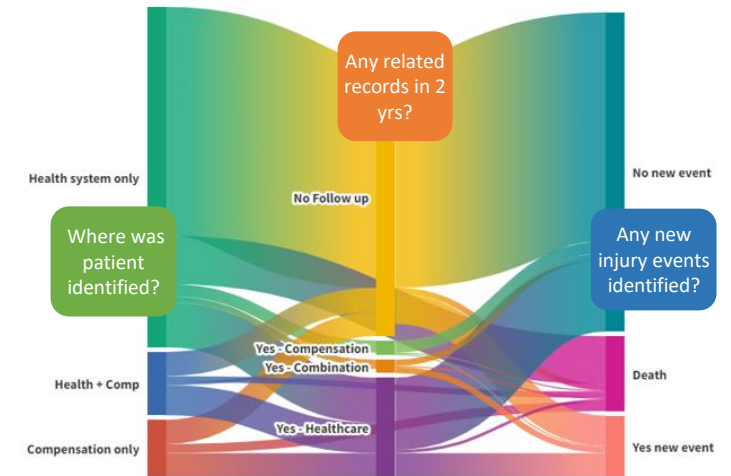 Any related
records in 2
yrs?
Health system only
No Follow up
No new event
Where was
patient
identified?
Any new
injury events
identified?
Yes - Compensation
Yes - Combination
Health + Comp
Death
Yes - Healthcare
Compensation only
Yes new event